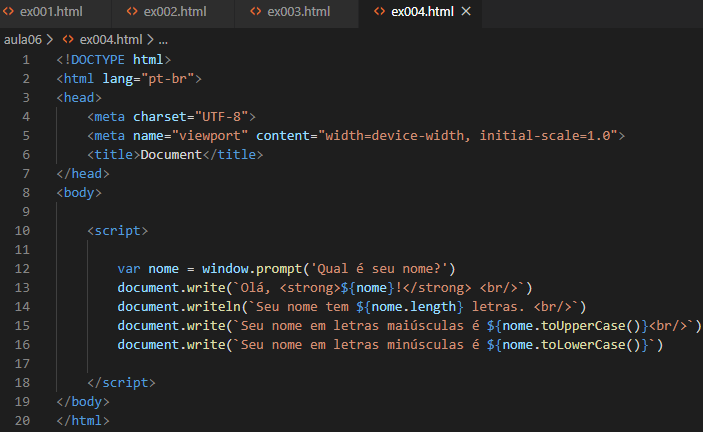 ex001.html ex002.html ex003.html ex004.html ×
aula06 > ex004.html > ...
1 <!DOCTYPE html>
2 <html lang="pt-br">
3 <head>
4 <meta charset="UTF-8">
5 <meta name="viewport" content="width=device-width, initial-scale=1.0">
6 <title>Document</title>
7 </head>
8 <body>
9
10 <script>
11
12 var nome = window.prompt('Qual é seu nome?')
13 document.write(`Olá, <strong>${nome}!</strong> <br/>`)
14 document.writeln(`Seu nome tem ${nome.length} letras. <br/>`)
15 document.write(`Seu nome em letras maiúsculas é ${nome.toUpperCase()}<br/>`)
16 document.write(`Seu nome em letras minúsculas é ${nome.toLowerCase()}`)
17
18 </script>
19 </body>
20 </html>